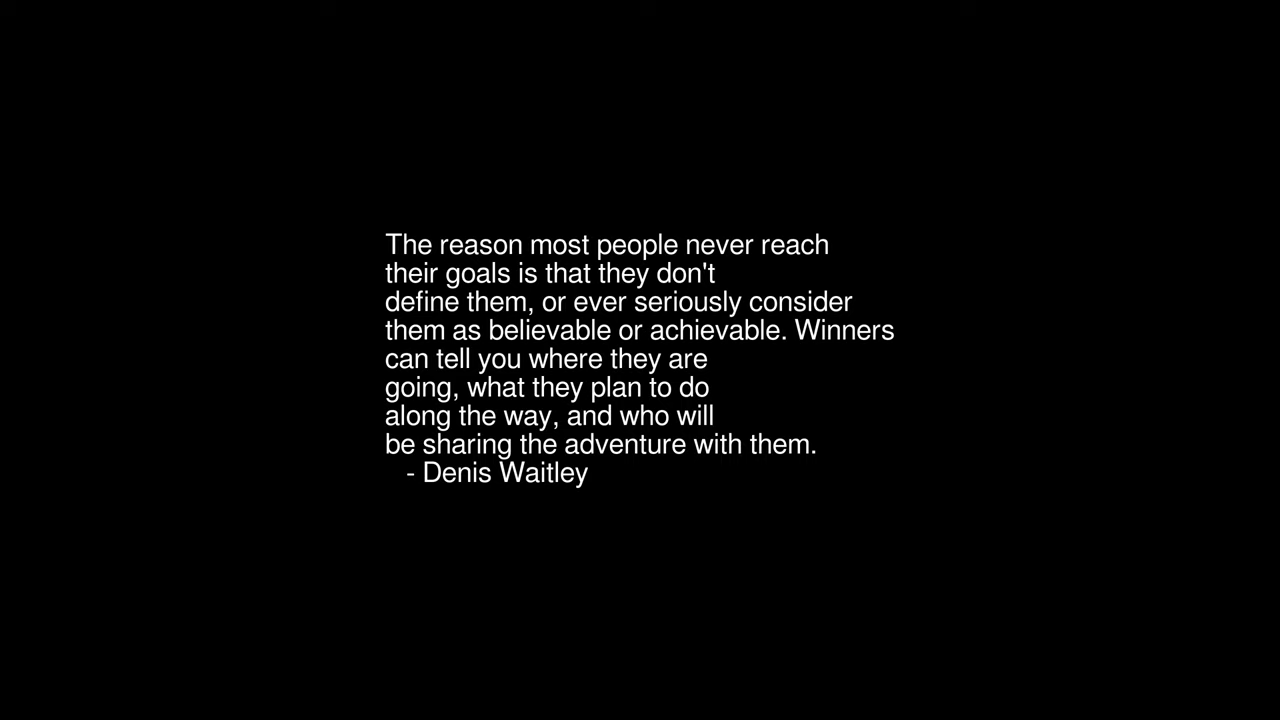 The reason most people never reach
their goals is that they don't
define them, or ever seriously consider
them as believable or achievable. Winners
can tell you where they are
going, what they plan to do
along the way, and who will
be sharing the adventure with them.
- Denis Waitley